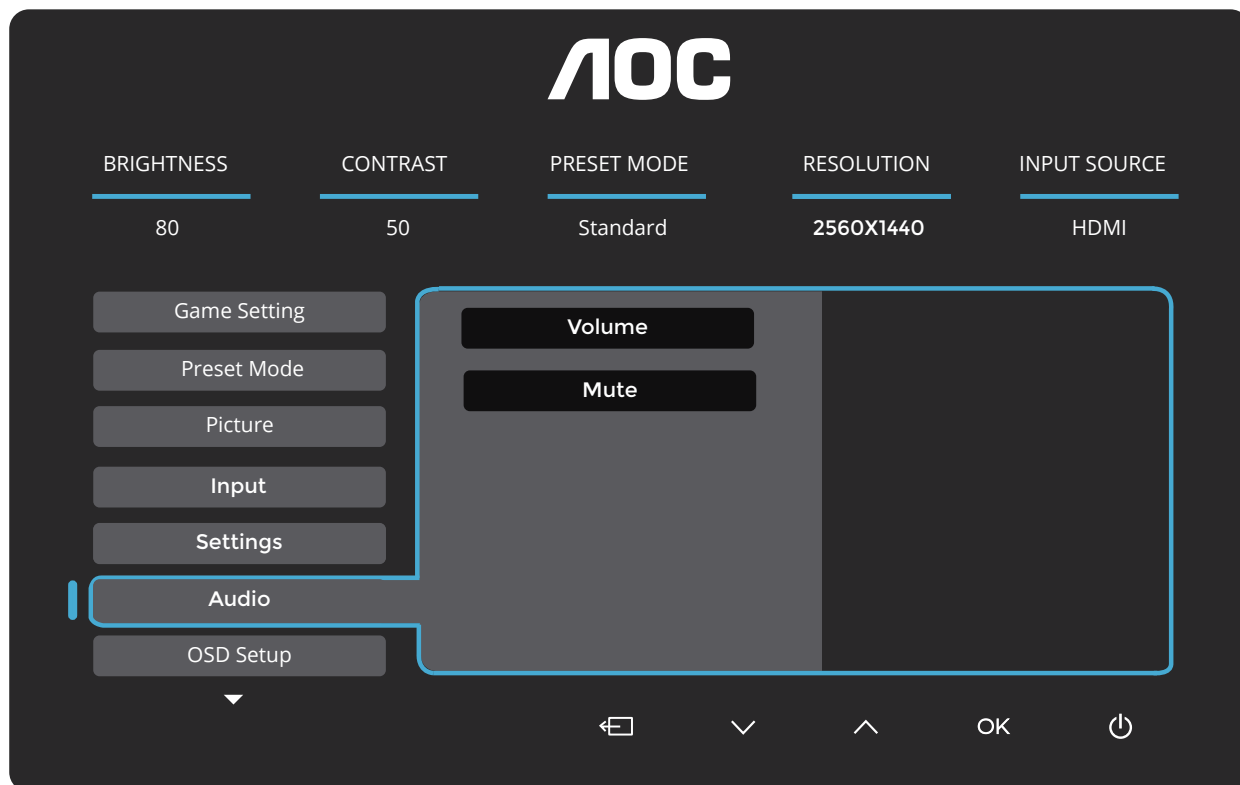 AOC
BRIGHTNESS CONTRAST PRESET MODE RESOLUTION INPUT SOURCE
80 50 Standard 2560X1440 HDMI
Game Setting
Volume
Preset Mode
Mute
Picture
Input
Settings
Audio
OSD Setup
OK